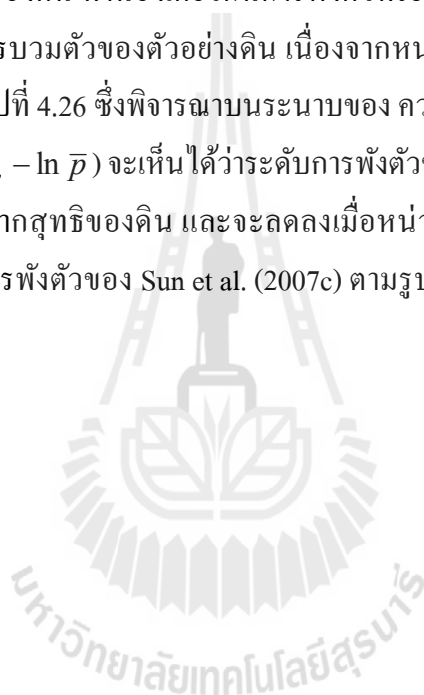 รบวมตัวของตัวอย่างดิน เนื่องจากหน
ปที่ 4.26 ซึ่งพิจารณาบนระนาบของ คว
− ln p̅ ) จะเห็นได้ว่าระดับการพังตัวข
ากสุทธิของดิน และจะลดลงเมื่อหน่ว
รพังตัวของ Sun et al. (2007c) ตามรูป
มหาวิทยาลัยเทคโนโลยีสุรนารี